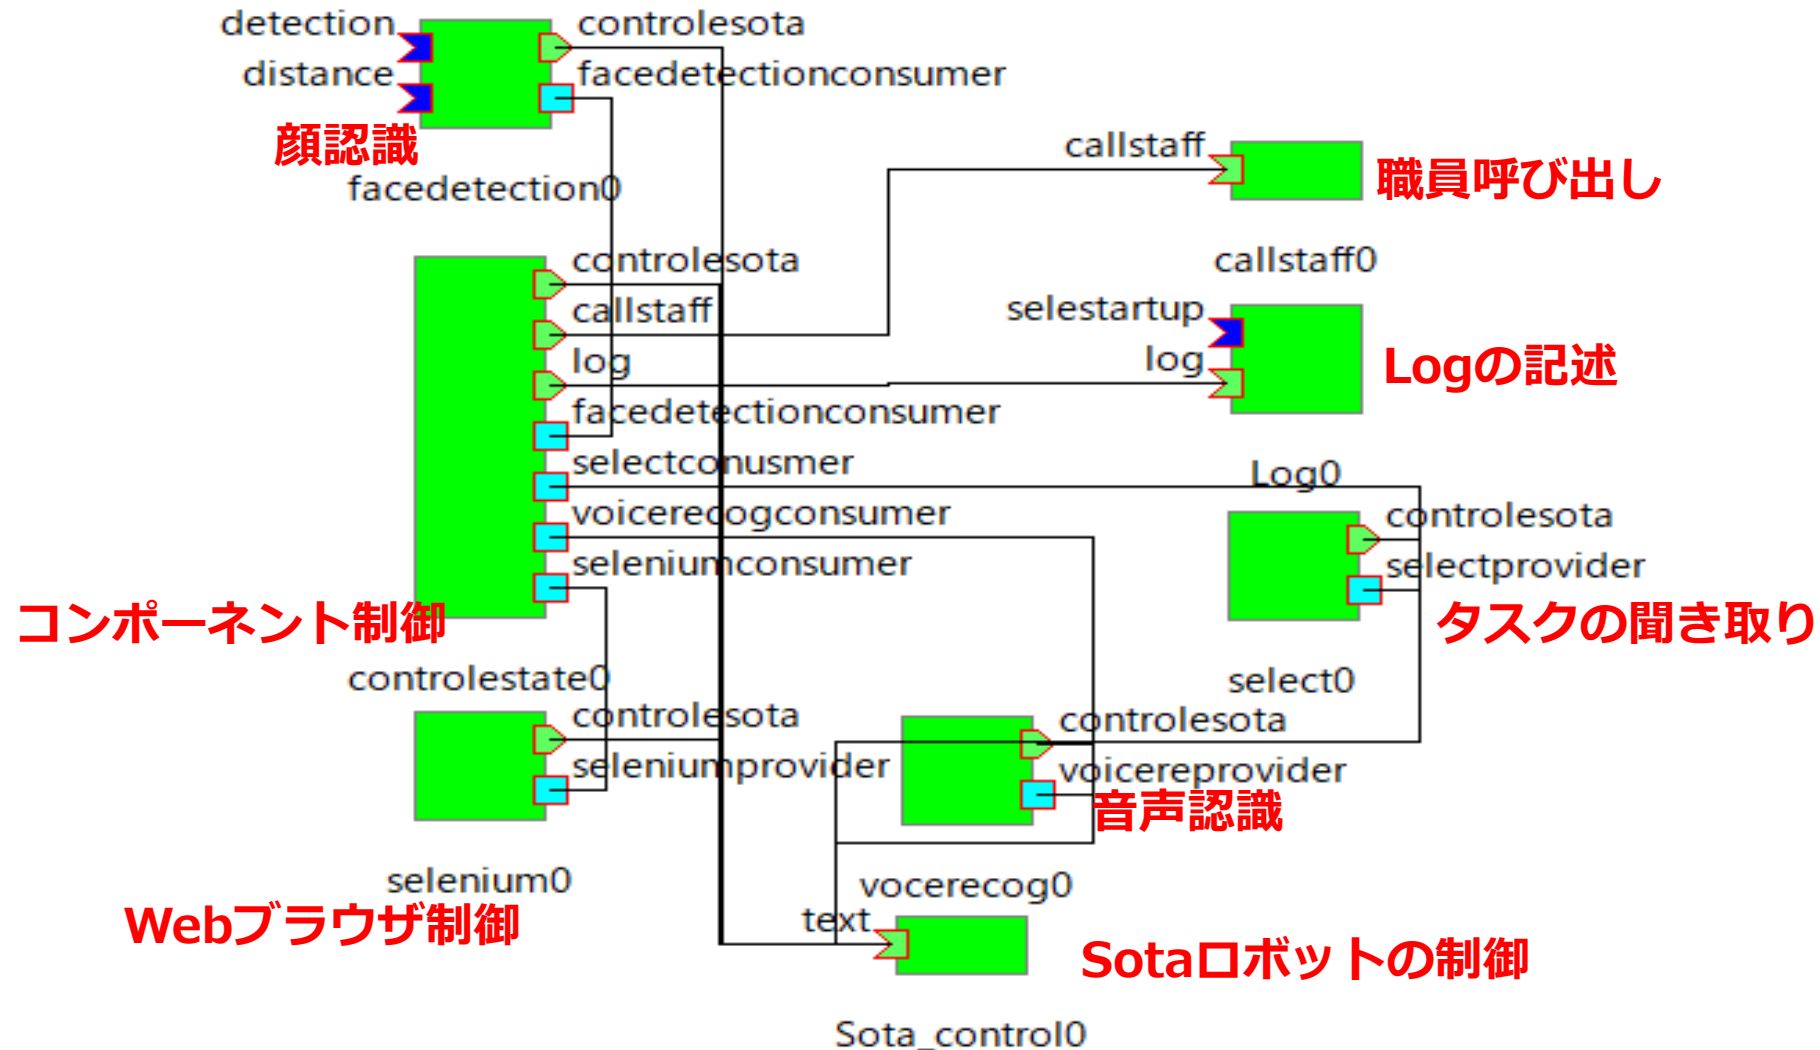 detection
controlesota
distance
facedetectionconsumer
顔認識
facedetection0
callstaff
職員呼び出し
callstaff0
controlesota
callstaff
log
facedetectionconsumer
selectconusmer
voicerecogconsumer
seleniumconsumer
コンポーネント制御
controlestate0
selestartup
log
Logの記述
Log0
controlesota
selectprovider
タスクの聞き取り
select0
controlesota
seleniumprovider
selenium0
Webブラウザ制御
controlesota
voicereprovider
音声認識
vocerecog0
text
Sotaロボットの制御
Sota_control0